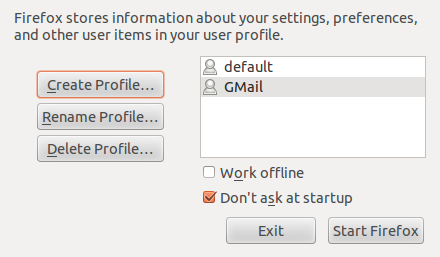 Firefox stores information about your settings, preferences,
and other user items in your user profile.
Create Profile...
Rename Profile...
Delete Profile...
default
GMail
Work offline
Don't ask at startup
Exit
Start Firefox